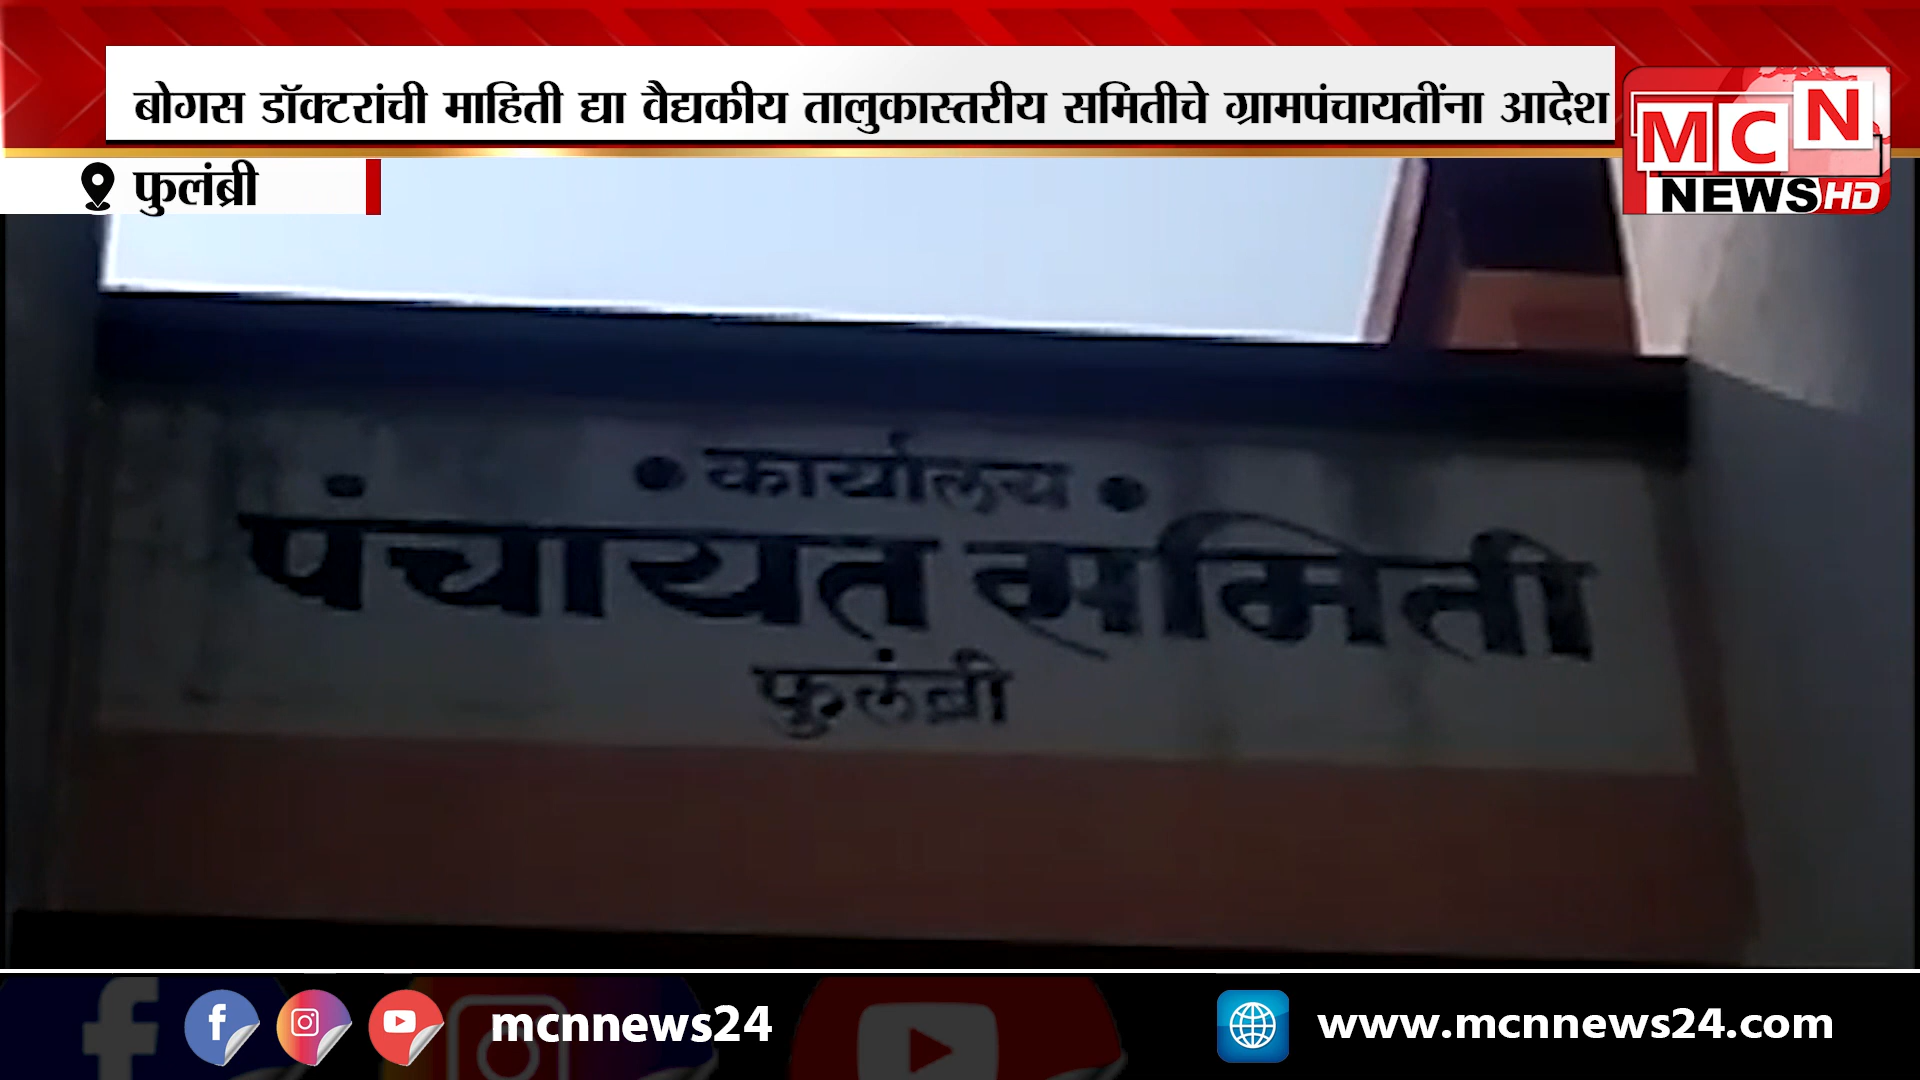 बोगस डॉक्टरांची माहिती द्या वैद्यकीय तालुकास्तरीय समितीचे ग्रामपंचायतींना आदेश
MCN
NEWS HD
फुलंब्री
• कार्यालय •
पंचायत समिती
फुलंब्री
mcnnews24
www.mcnnews24.com